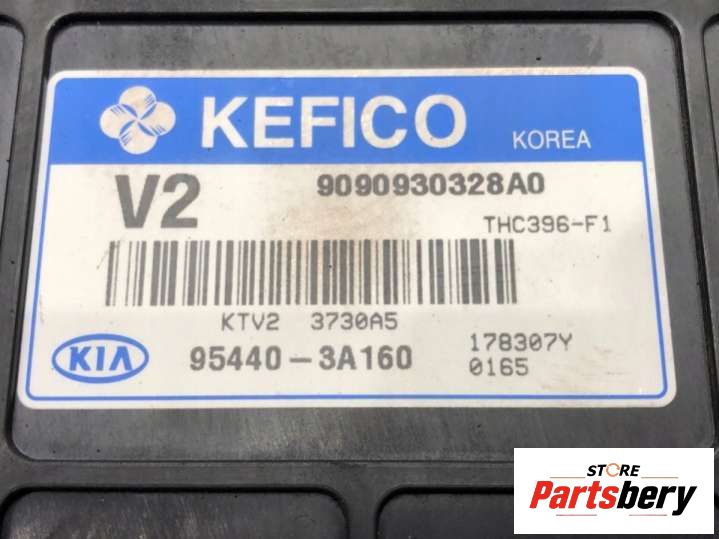 KEFICO KOREA
V2 9090930328A0
THC396-F1
KTV2 3730A5
KIA 95440-3A160 178307Y
0165
STORE
Partsbery